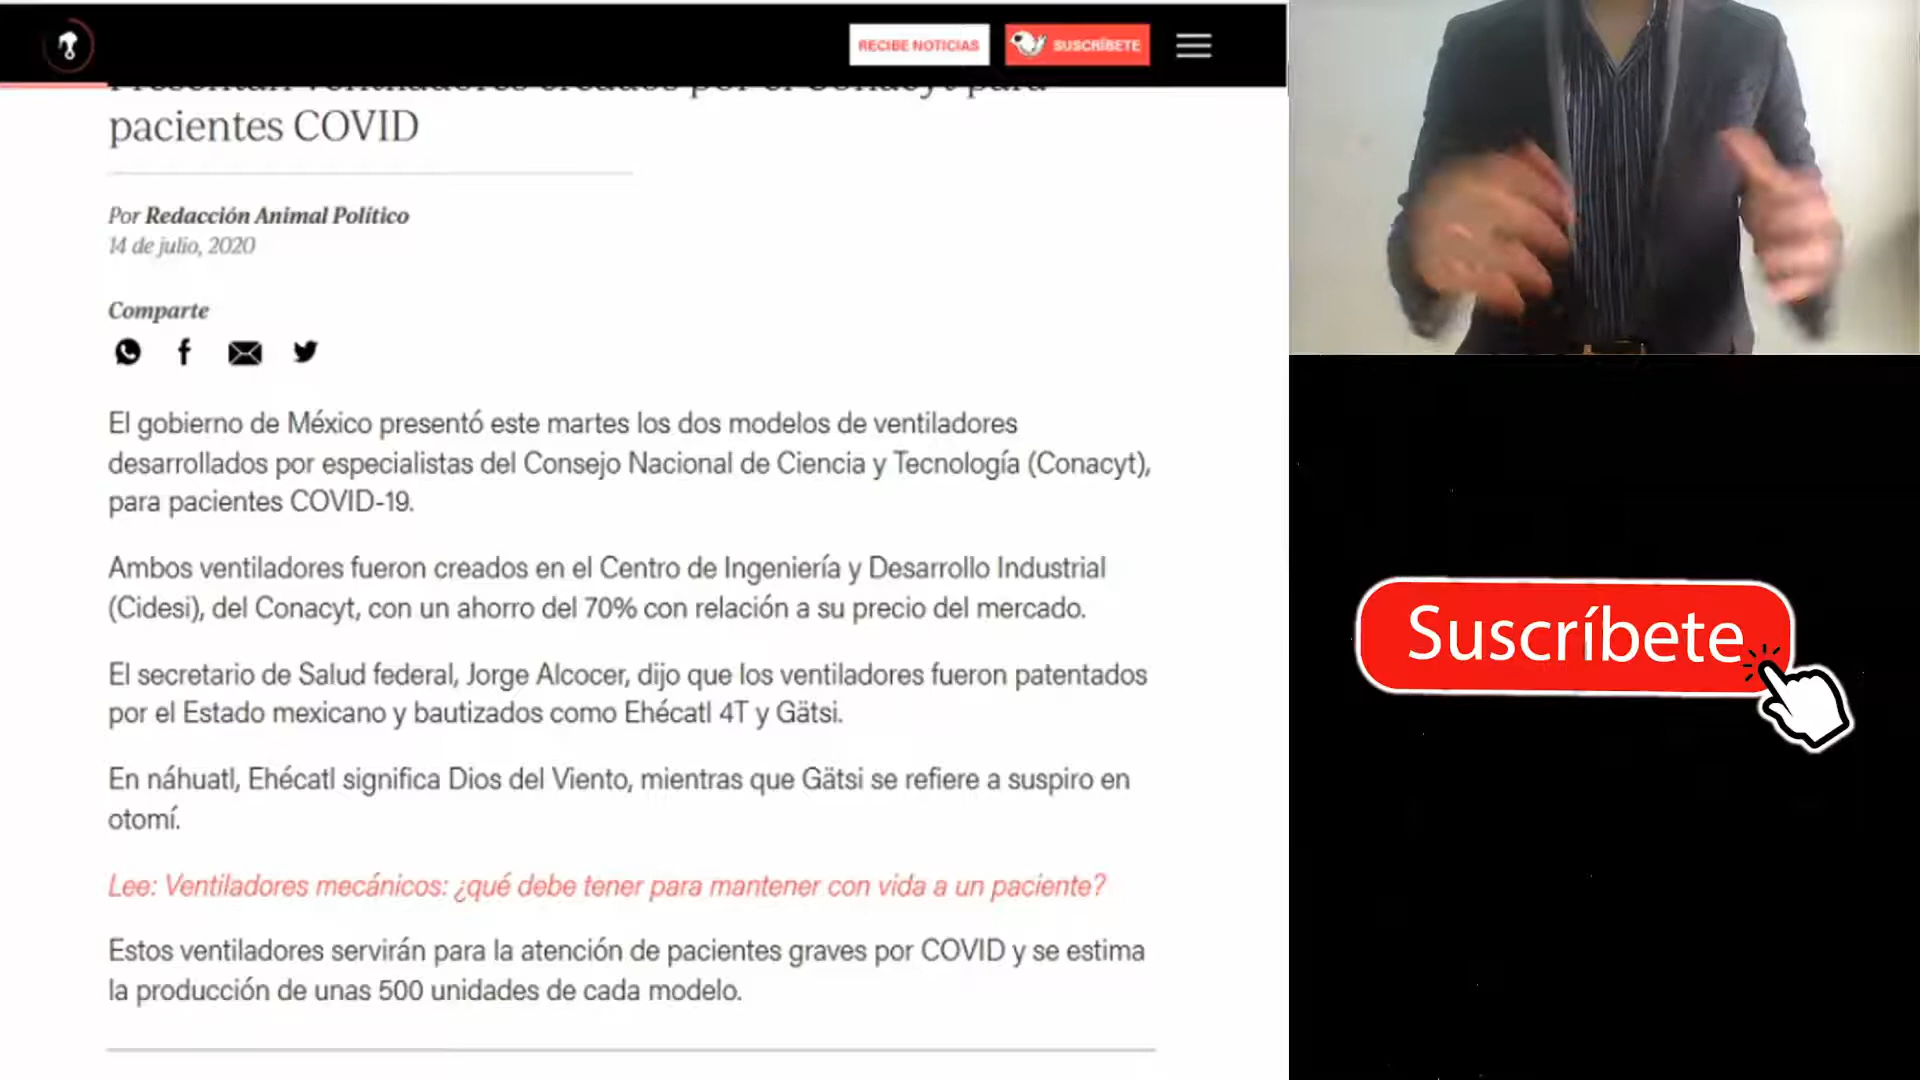 RECIBE NOTICIAS
SUSCRÍBETE
Presentan ventiladores creados por el Conacyt para
pacientes COVID
Por Redacción Animal Político
14 de julio, 2020
Comparte
El gobierno de México presentó este martes los dos modelos de ventiladores
desarrollados por especialistas del Consejo Nacional de Ciencia y Tecnología (Conacyt),
para pacientes COVID-19.
Ambos ventiladores fueron creados en el Centro de Ingeniería y Desarrollo Industrial
(Cidesi), del Conacyt, con un ahorro del 70% con relación a su precio del mercado.
El secretario de Salud federal, Jorge Alcocer, dijo que los ventiladores fueron patentados
por el Estado mexicano y bautizados como Ehécatl 4T y Gätsi.
En náhuatl, Ehécatl significa Dios del Viento, mientras que Gätsi se refiere a suspiro en
otomí.
Lee: Ventiladores mecánicos: ¿qué debe tener para mantener con vida a un paciente?
Estos ventiladores servirán para la atención de pacientes graves por COVID y se estima
la producción de unas 500 unidades de cada modelo.
Suscríbete